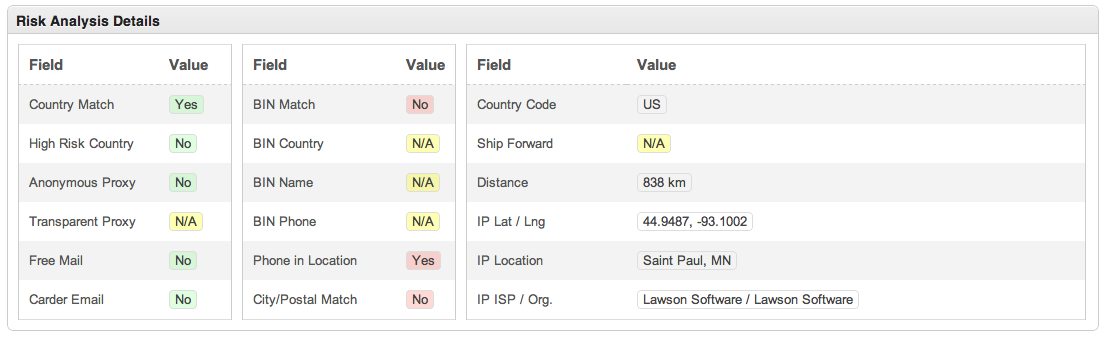 Risk Analysis Details
Field Value
Country Match Yes
High Risk Country No
Anonymous Proxy No
Transparent Proxy N/A
Free Mail No
Carder Email No
Field Value
BIN Match No
BIN Country N/A
BIN Name N/A
BIN Phone N/A
Phone in Location Yes
City/Postal Match No
Field Value
Country Code US
Ship Forward N/A
Distance 838 km
IP Lat / Lng 44.9487, -93.1002
IP Location Saint Paul, MN
IP ISP / Org. Lawson Software / Lawson Software